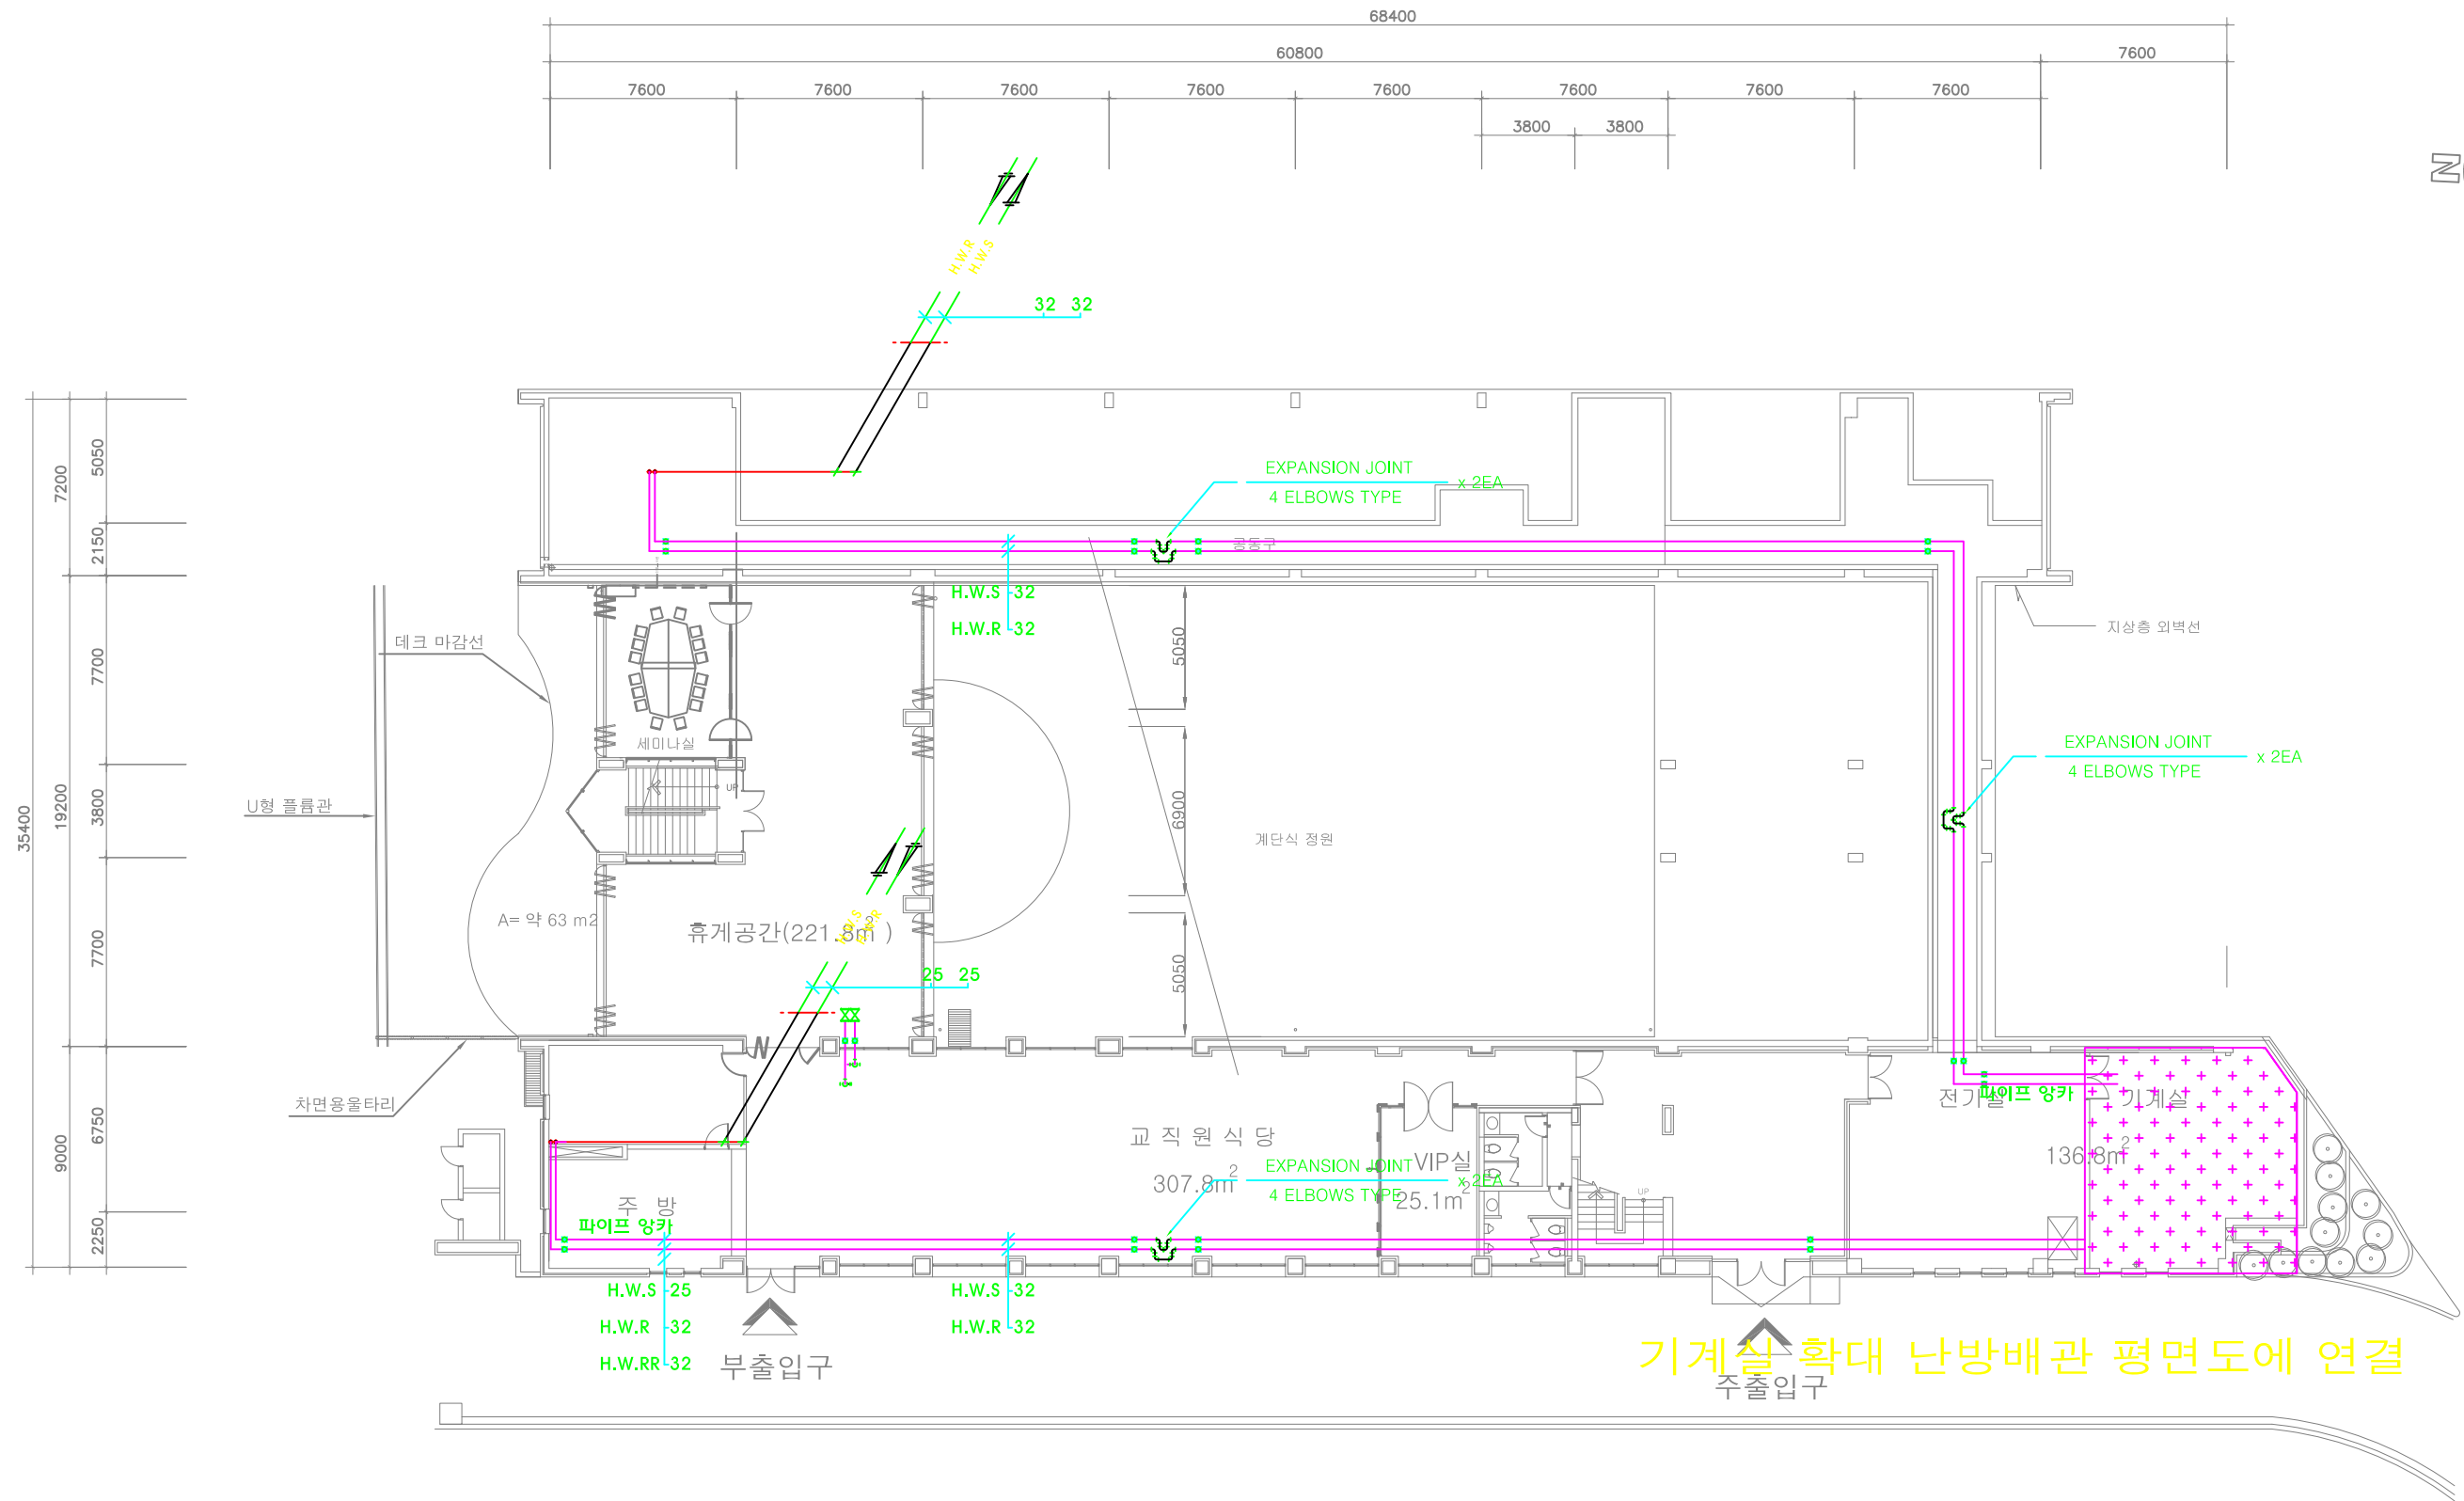 68400
60800 7600
7600 7600 7600 7600 7600 7600 7600 7600
3800 3800
N
H.W.R
H.W.S
32 32
EXPANSION JOINT
4 ELBOWS TYPE
x 2EA
공동구
H.W.S 32
H.W.R 32
지상층 외벽선
데크 마감선
세미나실
UP
U형 플륨관
EXPANSION JOINT
4 ELBOWS TYPE
x 2EA
계단식 정원
A= 약 63 m2
휴게공간(221.8m2)
H.W.S
H.W.R
25 25
5050
6900
5050
35400
7200
19200
9000
5050
2150
7700
3800
7700
6750
2250
차면용울타리
전기실
기계실
파이프 앙카
136.8m2
교 직 원 식 당
307.8m2
EXPANSION JOINT
4 ELBOWS TYPE
x 2EA
VIP실
25.1m2
UP
주 방
파이프 앙카
H.W.S 25
H.W.R 32
H.W.RR 32
H.W.S 32
H.W.R 32
부출입구
기계실 확대 난방배관 평면도에 연결
주출입구